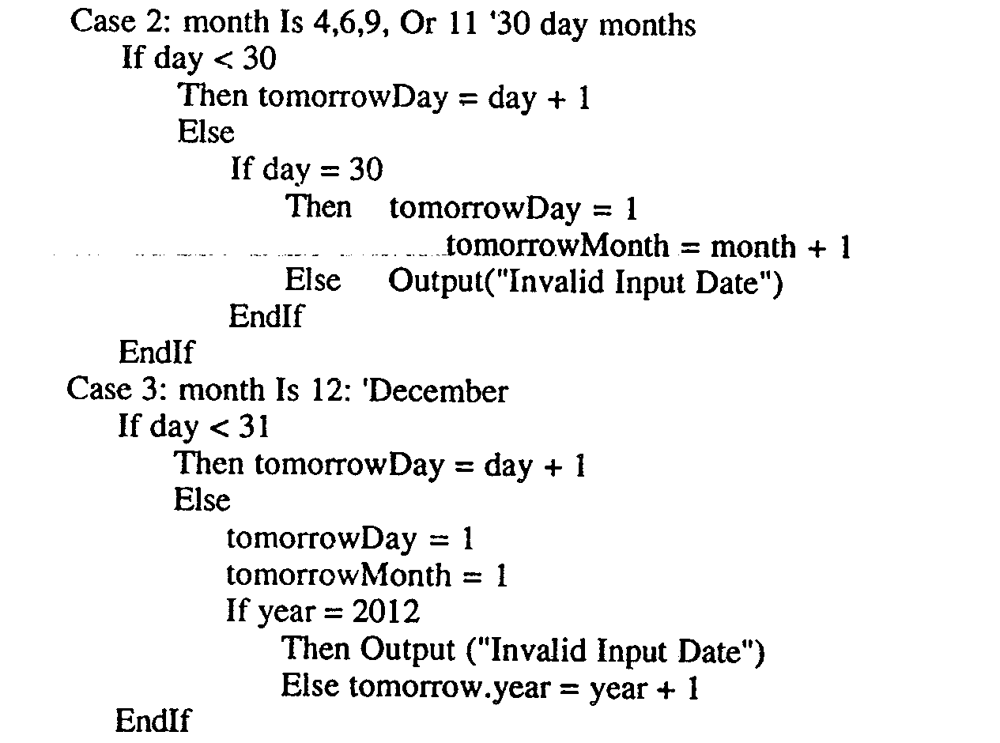 Case 2: month Is 4,6,9, Or 11 '30 day months
If day < 30
Then tomorrowDay = day + 1
Else
If day = 30
Then tomorrowDay = 1
tomorrowMonth = month + 1
Else Output("Invalid Input Date")
EndIf
EndIf
Case 3: month Is 12: 'December
If day < 31
Then tomorrowDay = day + 1
Else
tomorrowDay = 1
tomorrowMonth = 1
If year = 2012
Then Output ("Invalid Input Date")
Else tomorrow.year = year + 1
EndIf